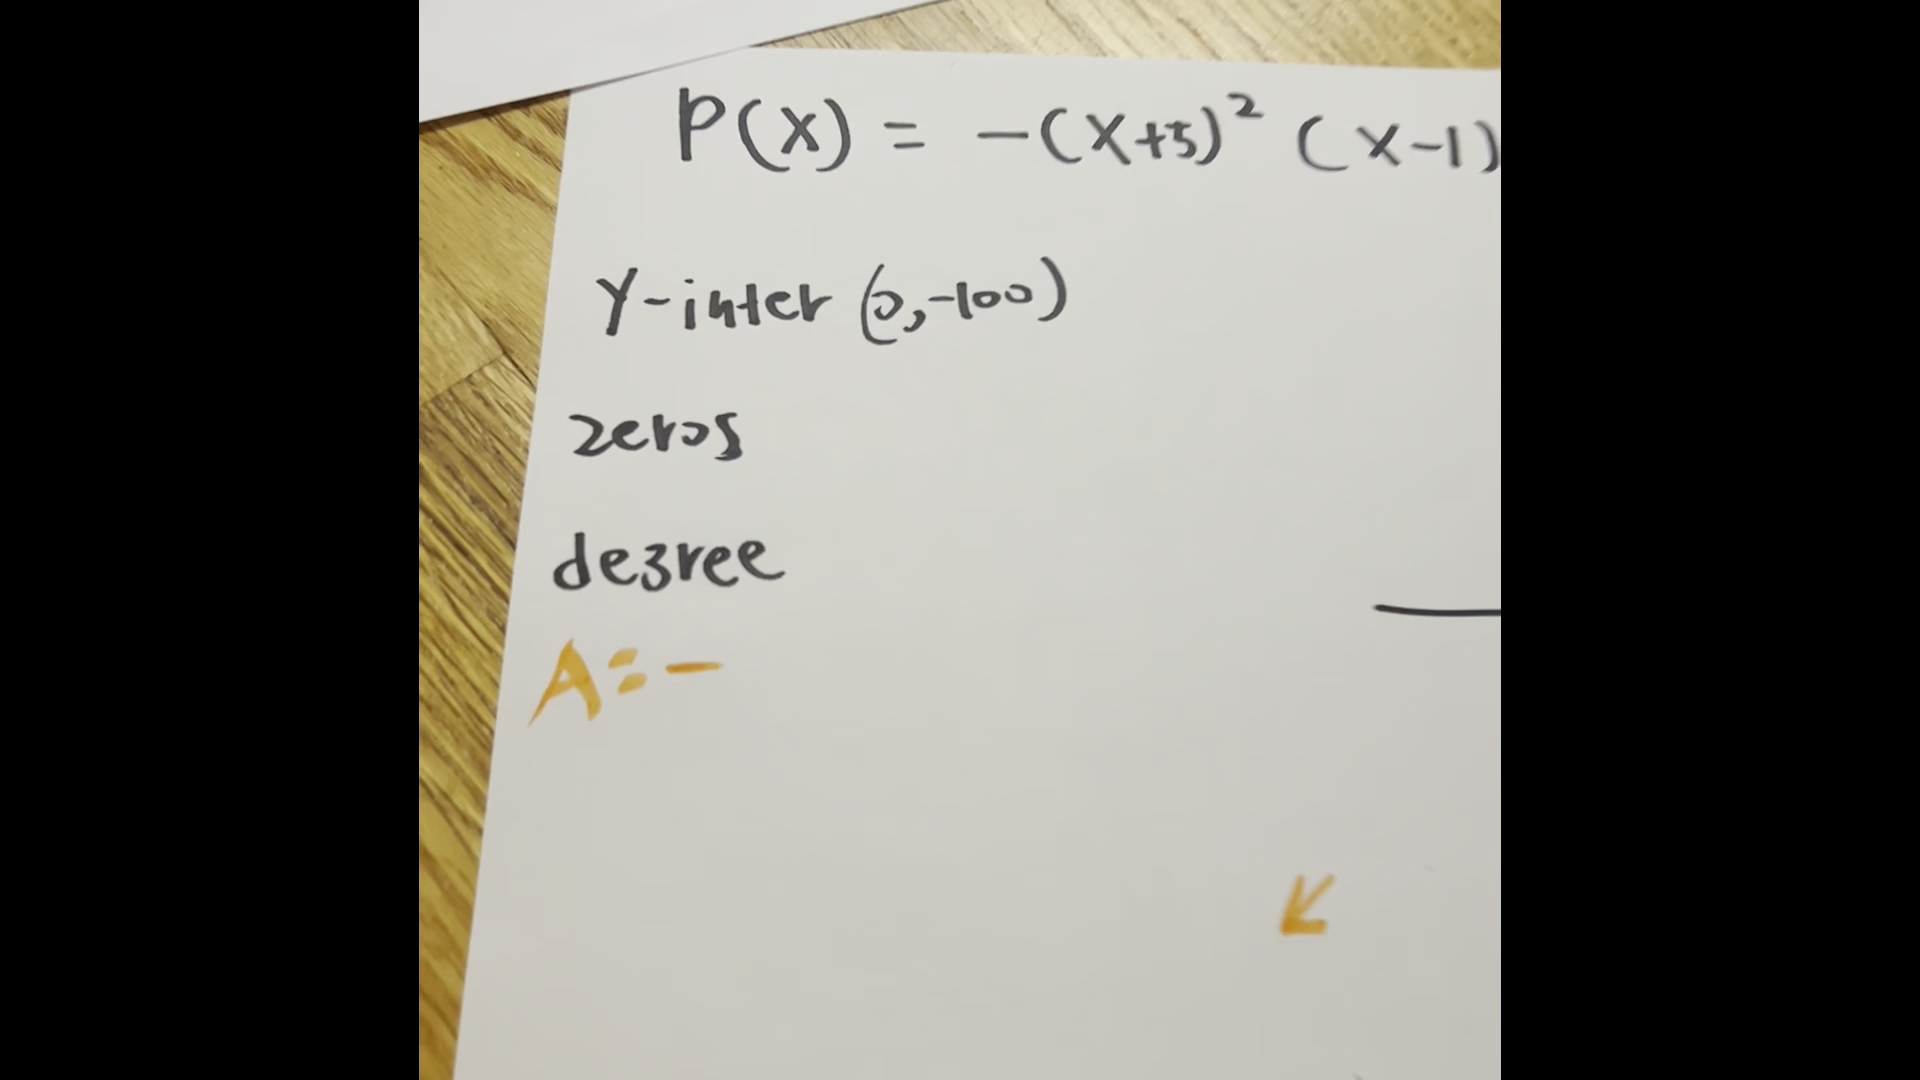 P(x) = -(x+5)² (x-1)
Y-inter (0,-100)
zeros
degree
A = -